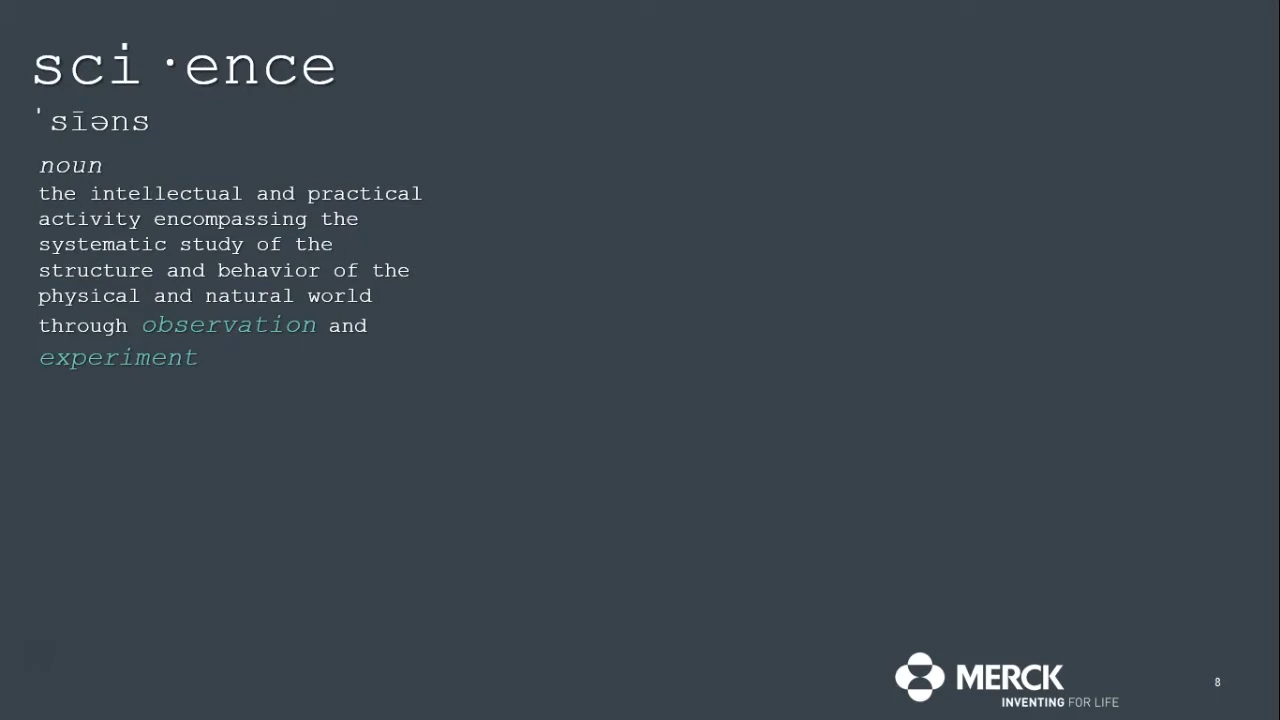 sci·ence
ˈsīəns
noun
the intellectual and practical
activity encompassing the
systematic study of the
structure and behavior of the
physical and natural world
through observation and
experiment
MERCK
INVENTING FOR LIFE
8